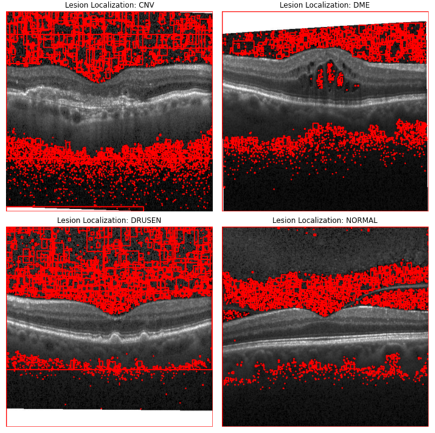 Lesion Localization: CNV
Lesion Localization: DME
Lesion Localization: DRUSEN
Lesion Localization: NORMAL